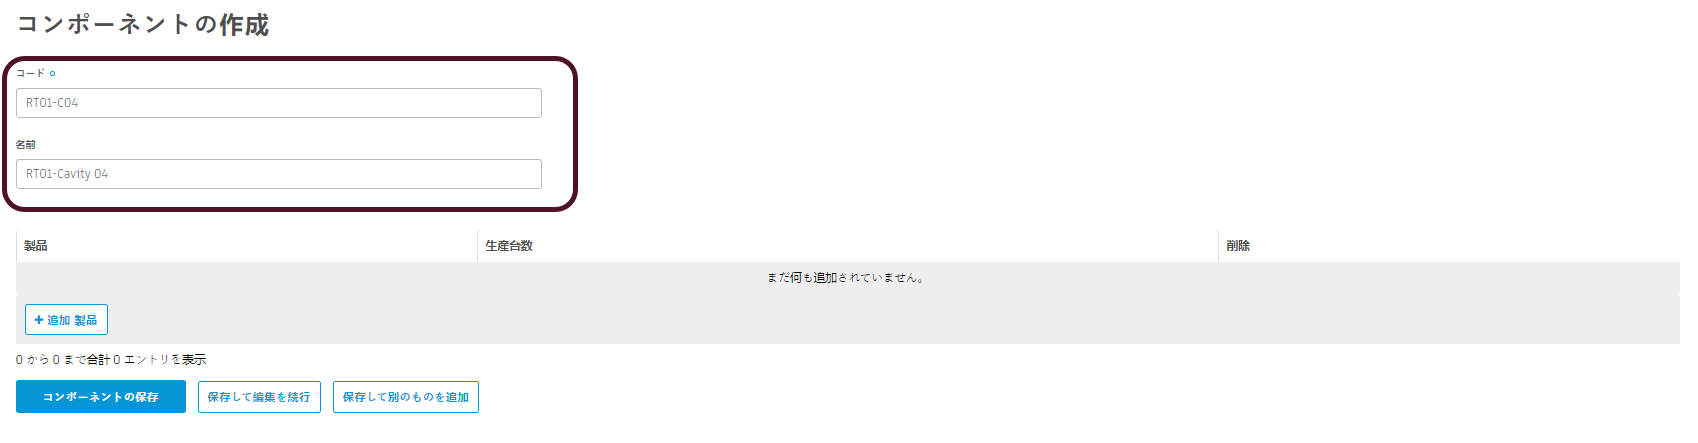 コンポーネントの作成
コード
RT01-C04
名前
RT01-Cavity 04
製品 生産台数 削除
まだ何も追加されていません。
+ 追加 製品
0 から 0 まで合計 0 エントリを表示
コンポーネントの保存 保存して編集を続行 保存して別のものを追加